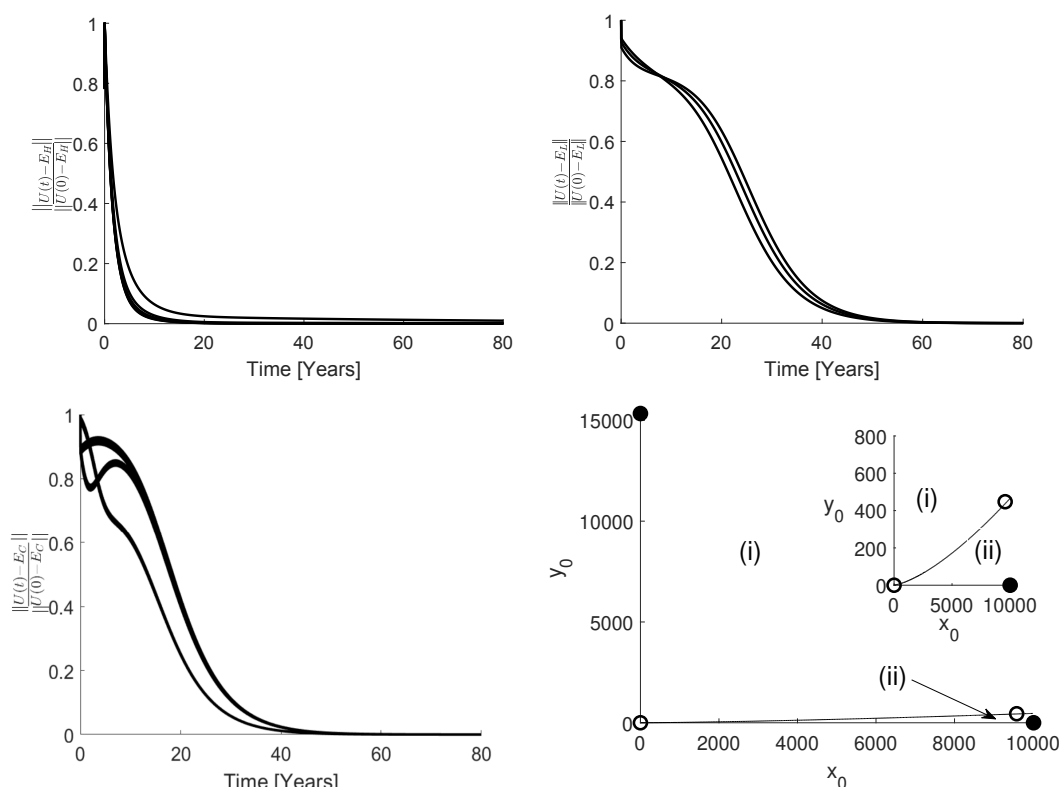 1
0.8
0.6
0.4
0.2
0
0 20 40 60 80
Time [Years]
||U(t)−E_H||
||U(0)−E_H||
1
0.8
0.6
0.4
0.2
0
0 20 40 60 80
Time [Years]
||U(t)−E_L||
||U(0)−E_L||
1
0.8
0.6
0.4
0.2
0
0 20 40 60 80
Time [Years]
||U(t)−E_C||
||U(0)−E_C||
15000
10000
5000
0
y_0
0 2000 4000 6000 8000 10000
x_0
(i)
(ii)
800
600
400
200
0
y_0
(i)
(ii)
0 5000 10000
x_0